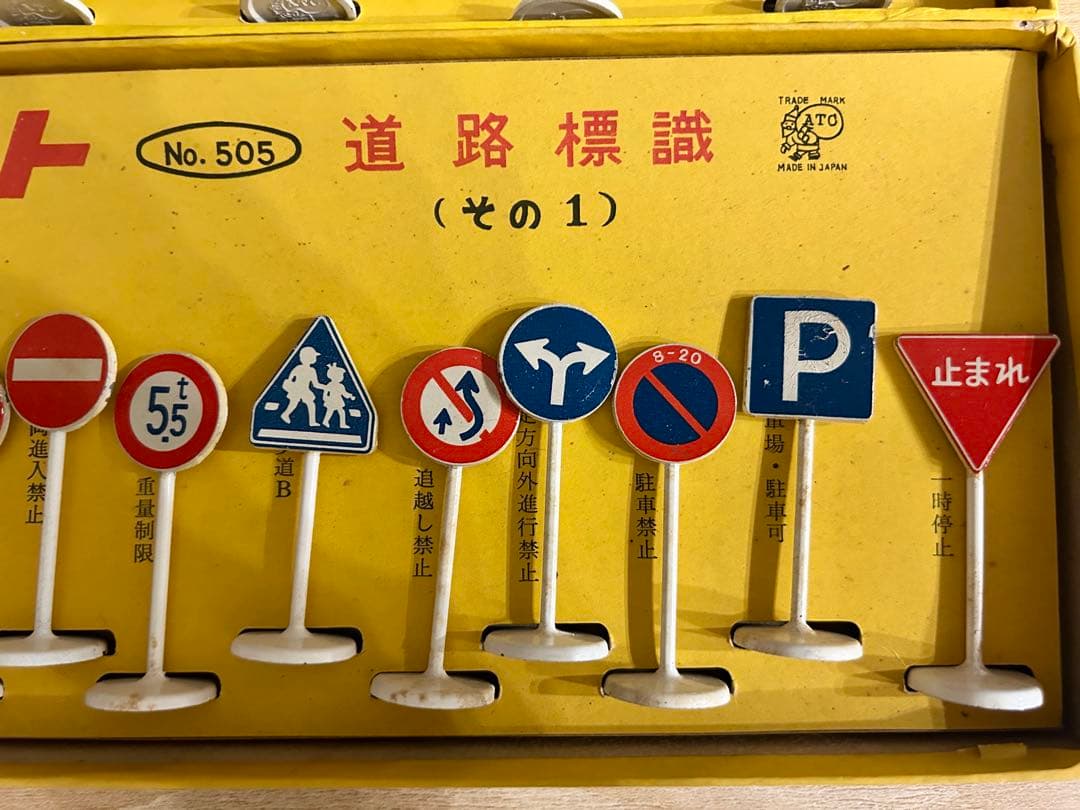 ト
No. 505
道路標識
TRADE MARK
ATC
MADE IN JAPAN
(その1)
5.5t
8-20
P
止まれ
両進入禁止
重量制限
道B
追越し禁止
方向外進行禁止
駐車禁止
車場・駐車可
一時停止